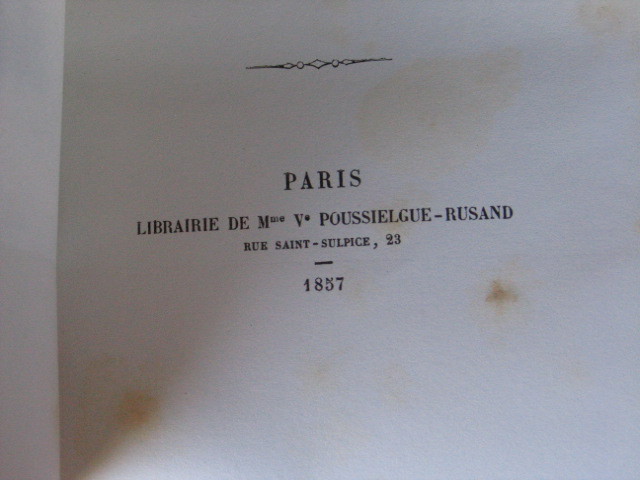 PARIS
LIBRAIRIE DE Mme Ve POUSSIELGUE-RUSAND
RUE SAINT-SULPICE, 23
1857